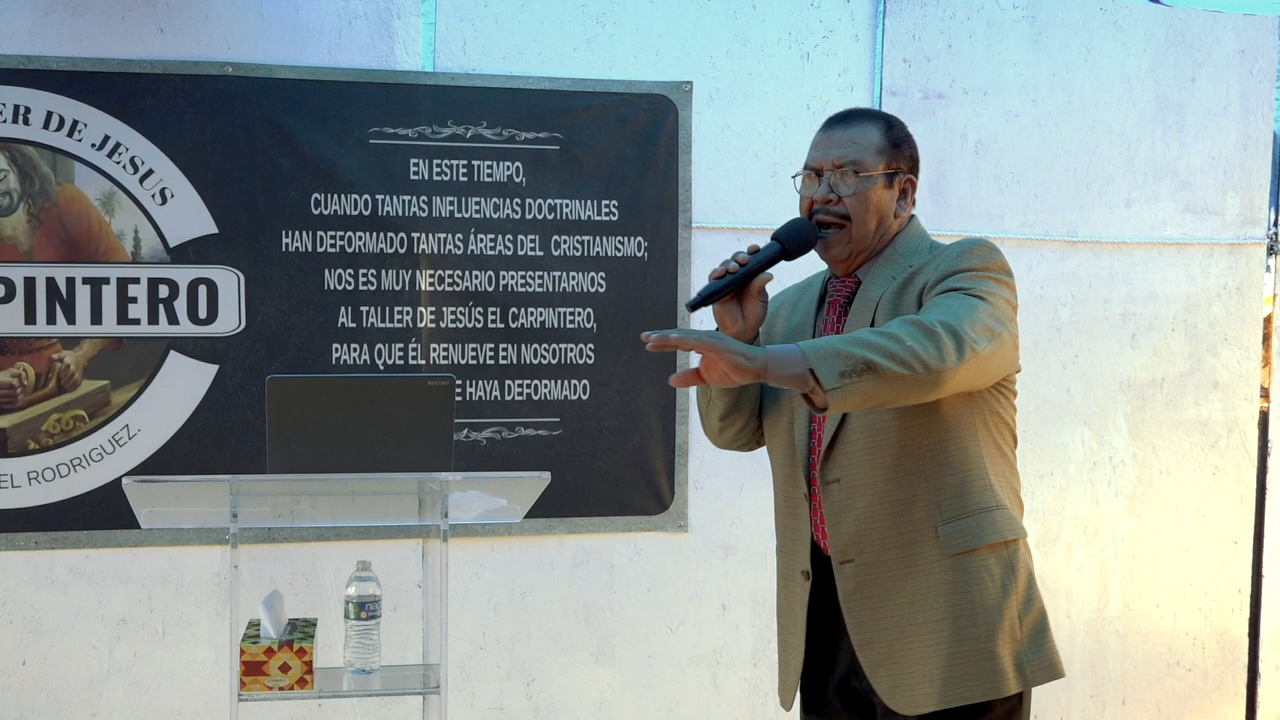 ER DE JESUS
PINTERO
EL RODRIGUEZ.
EN ESTE TIEMPO,
CUANDO TANTAS INFLUENCIAS DOCTRINALES
HAN DEFORMADO TANTAS ÁREAS DEL CRISTIANISMO;
NOS ES MUY NECESARIO PRESENTARNOS
AL TALLER DE JESÚS EL CARPINTERO,
PARA QUE ÉL RENUEVE EN NOSOTROS
E HAYA DEFORMADO